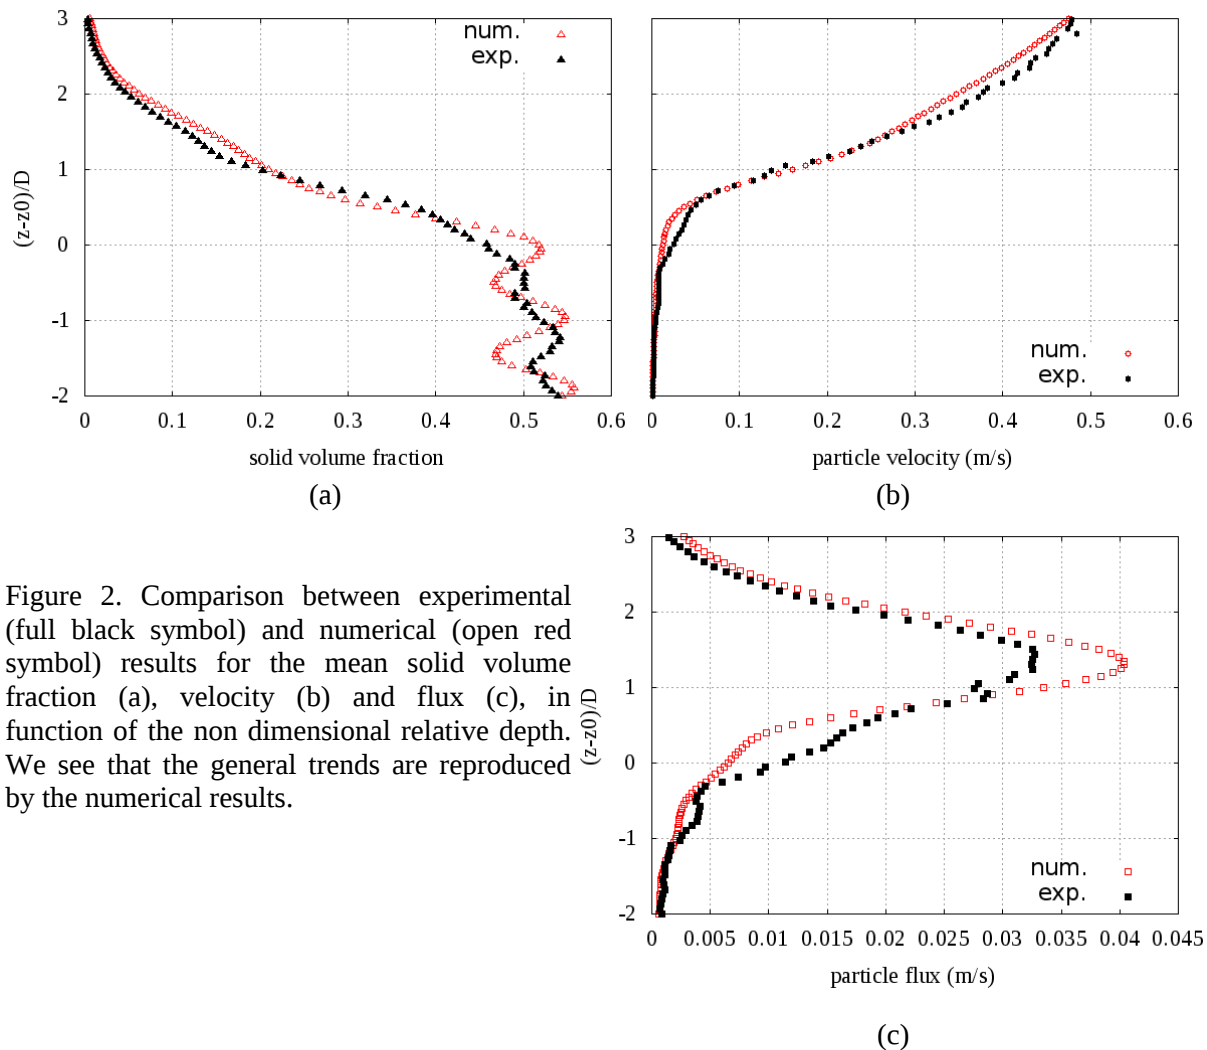 3
2
1
0
-1
-2
(z-z0)/D
num.
exp.
0
0.1
0.2
0.3
0.4
0.5
0.6
solid volume fraction
(a)
num.
exp.
0
0.1
0.2
0.3
0.4
0.5
0.6
particle velocity (m/s)
(b)
Figure 2. Comparison between experimental
(full black symbol) and numerical (open red
symbol) results for the mean solid volume
fraction (a), velocity (b) and flux (c), in
function of the non dimensional relative depth.
We see that the general trends are reproduced
by the numerical results.
3
2
1
0
-1
-2
(z-z0)/D
num.
exp.
0
0.005
0.01
0.015
0.02
0.025
0.03
0.035
0.04
0.045
particle flux (m/s)
(c)